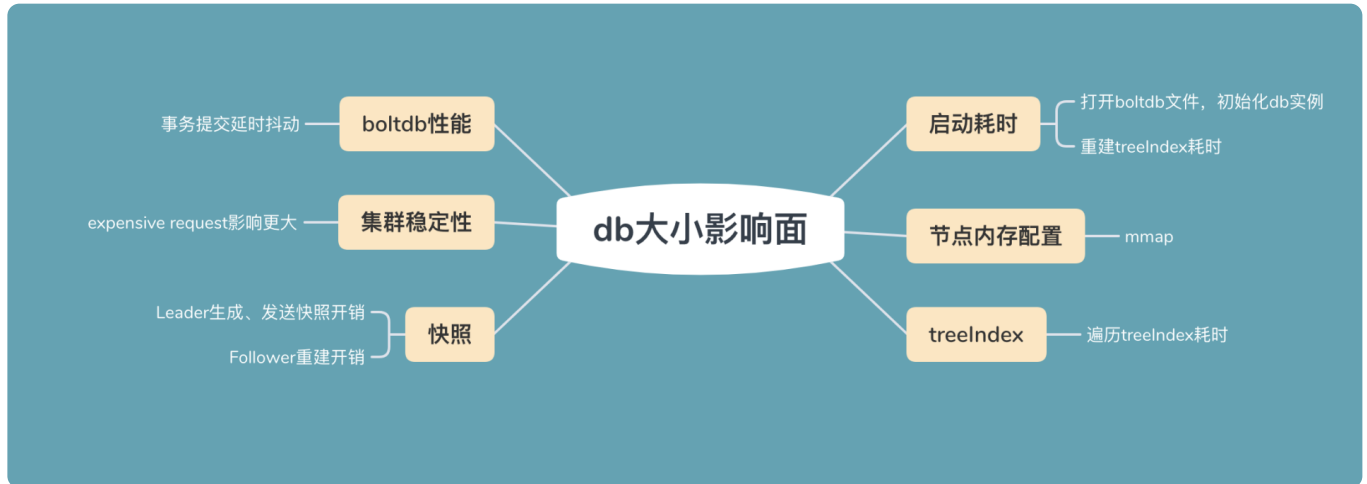 db大小影响面
boltdb性能
事务提交延时抖动
集群稳定性
expensive request影响更大
快照
Leader生成、发送快照开销
Follower重建开销
启动耗时
打开boltdb文件，初始化db实例
重建treeIndex耗时
节点内存配置
mmap
treeIndex
遍历treeIndex耗时